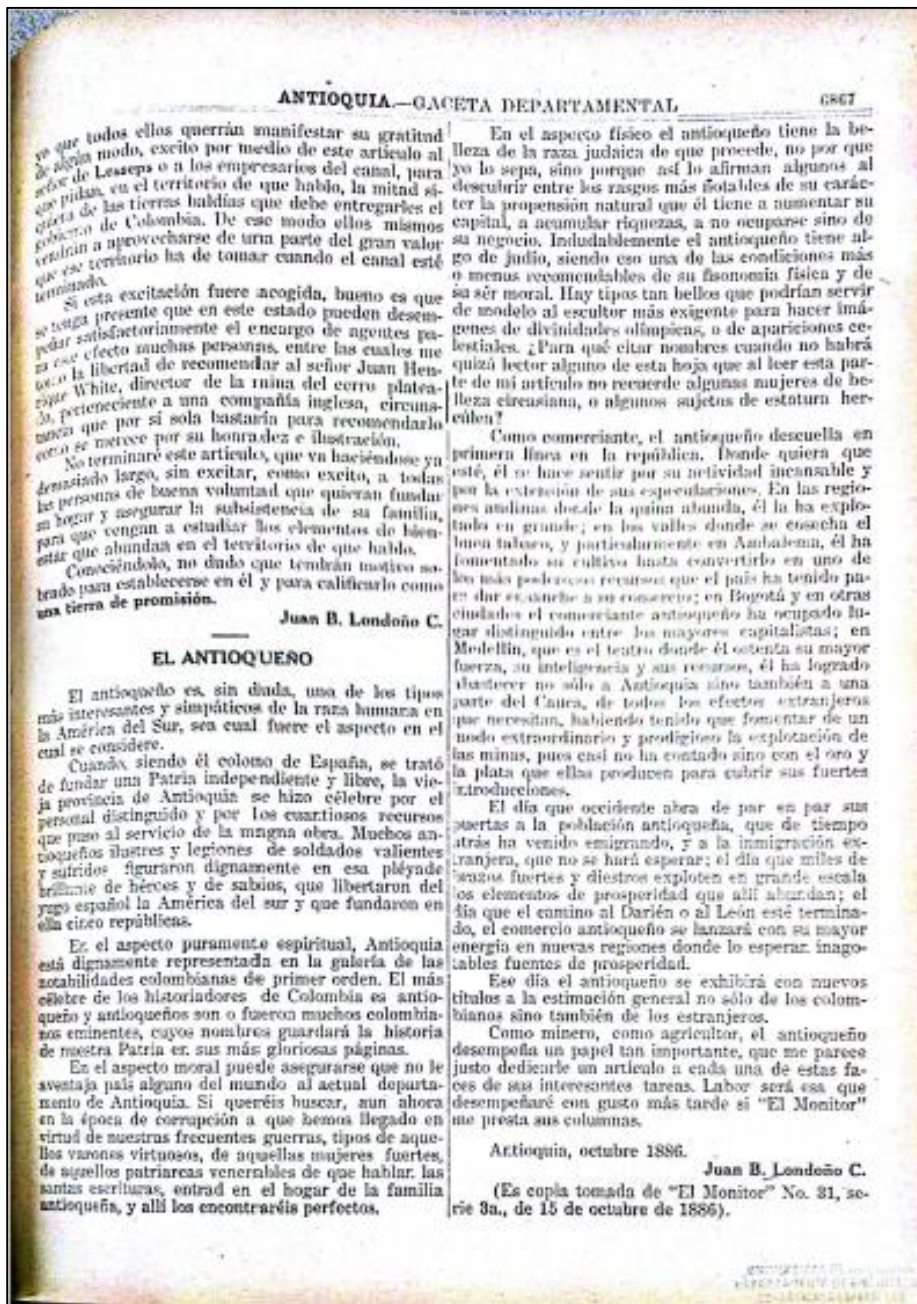 ANTIOQUIA.—GACETA DEPARTAMENTAL 6867
yo que todos ellos querrán manifestar su gratitud
de algún modo, excito por medio de este artículo al
señor de Lesseps o a los empresarios del canal, para
que pidan, en el territorio de que hablo, la mitad si-
quiera de las tierras baldías que debe entregarles el
gobierno de Colombia. De ese modo ellos mismos
vendrán a aprovecharse de una parte del gran valor
que ese territorio ha de tomar cuando el canal esté
terminado.
Si esta excitación fuere acogida, bueno es que
se tenga presente que en este estado pueden desem-
peñar satisfactoriamente el encargo de agentes pa-
ra ese efecto muchas personas, entre las cuales me
tomo la libertad de recomendar al señor Juan Hen-
rique White, director de la mina del cerro platea-
do, perteneciente a una compañía inglesa, circuns-
tancia que por sí sola bastaría para recomendarlo
como se merece por su honradez e ilustración.
No terminaré este artículo, que va haciéndose ya
demasiado largo, sin excitar, como excito, a todas
las personas de buena voluntad que quieran fundar
su hogar y asegurar la subsistencia de su familia,
para que vengan a estudiar los elementos de bien-
estar que abundan en el territorio de que hablo.
Conociéndolo, no dudo que tendrán motivo so-
brado para establecerse en él y para calificarlo como
una tierra de promisión.
Juan B. Londoño C.
EL ANTIOQUEÑO
El antioqueño es, sin duda, uno de los tipos
más interesantes y simpáticos de la raza humana en
la América del Sur, sea cual fuere el aspecto en el
cual se considere.
Cuando, siendo él colono de España, se trató
de fundar una Patria independiente y libre, la vie-
ja provincia de Antioquia se hizo célebre por el
personal distinguido y por los cuantiosos recursos
que puso al servicio de la magna obra. Muchos an-
tioqueños ilustres y legiones de soldados valientes
y sufridos figuraron dignamente en esa pléyade
brillante de héroes y de sabios, que libertaron del
yugo español la América del sur y que fundaron en
ella cinco repúblicas.
En el aspecto puramente espiritual, Antioquia
está dignamente representada en la galería de las
notabilidades colombianas de primer orden. El más
célebre de los historiadores de Colombia es antio-
queño y antioqueños son o fueron muchos colombia-
nos eminentes, cuyos nombres guardará la historia
de nuestra Patria en sus más gloriosas páginas.
En el aspecto moral puede asegurarse que no le
aventaja país alguno del mundo al actual departa-
mento de Antioquia. Si queréis buscar, aun ahora
en la época de corrupción a que hemos llegado en
virtud de nuestras frecuentes guerras, tipos de aque-
llos varones virtuosos, de aquellas mujeres fuertes,
de aquellos patriarcas venerables de que hablan las
santas escrituras, entrad en el hogar de la familia
antioqueña, y allí los encontraréis perfectos.
En el aspecto físico el antioqueño tiene la be-
lleza de la raza judaica de que procede, no por que
yo lo sepa, sino porque así lo afirman algunos al
descubrir entre los rasgos más notables de su carác-
ter la propensión natural que él tiene a aumentar su
capital, a acumular riquezas, a no ocuparse sino de
su negocio. Indudablemente el antioqueño tiene al-
go de judío, siendo eso una de las condiciones más
o menos recomendables de su fisonomía física y de
su sér moral. Hay tipos tan bellos que podrían servir
de modelo al escultor más exigente para hacer imá-
genes de divinidades olímpicas, o de apariciones ce-
lestiales. ¿Para qué citar nombres cuando no habrá
quizá lector alguno de esta hoja que al leer esta par-
te de mi artículo no recuerde algunas mujeres de be-
lleza circasiana, o algunos sujetos de estatura her-
cúlea?
Como comerciante, el antioqueño descuella en
primera línea en la república. Donde quiera que
esté, él se hace sentir por su actividad incansable y
por la extensión de sus especulaciones. En las regio-
nes andinas donde la quina abunda, él la ha explo-
tado en grande; en los valles donde se cosecha el
buen tabaco, y particularmente en Ambalema, él ha
fomentado su cultivo hasta convertirlo en uno de
los más poderosos recursos que el país ha tenido pa-
ra dar ensanche a su comercio; en Bogotá y en otras
ciudades el comerciante antioqueño ha ocupado lu-
gar distinguido entre los mayores capitalistas; en
Medellín, que es el teatro donde él ostenta su mayor
fuerza, su inteligencia y sus recursos, él ha logrado
abastecer no sólo a Antioquia sino también a una
parte del Cauca, de todos los efectos extranjeros
que necesitan, habiendo tenido que fomentar de un
modo extraordinario y prodigioso la explotación de
las minas, pues casi no ha contado sino con el oro y
la plata que ellas producen para cubrir sus fuertes
introducciones.
El día que occidente abra de par en par sus
puertas a la población antioqueña, que de tiempo
atrás ha venido emigrando, y a la inmigración ex-
tranjera, que no se hará esperar; el día que miles de
brazos fuertes y diestros exploten en grande escala
los elementos de prosperidad que allí abundan; el
día que el camino al Darién o al León esté termina-
do, el comercio antioqueño se lanzará con su mayor
energía en nuevas regiones donde lo esperan inago-
tables fuentes de prosperidad.
Ese día el antioqueño se exhibirá con nuevos
títulos a la estimación general no sólo de los colom-
bianos sino también de los estranjeros.
Como minero, como agricultor, el antioqueño
desempeña un papel tan importante, que me parece
justo dedicarle un artículo a cada una de estas fa-
ces de sus interesantes tareas. Labor será esa que
desempeñaré con gusto más tarde si "El Monitor"
me presta sus columnas.
Antioquia, octubre 1886.
Juan B. Londoño C.
(Es copia tomada de "El Monitor" No. 31, se-
rie 3a., de 15 de octubre de 1886).